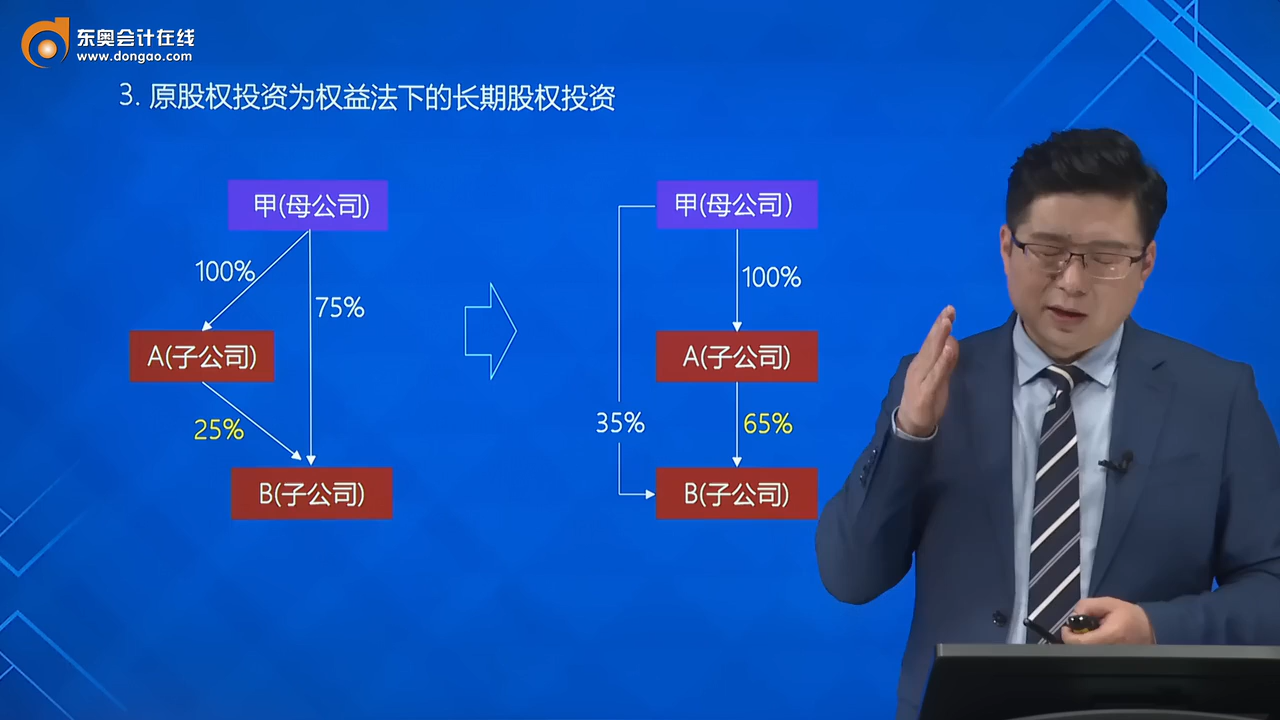 东奥会计在线
www.dongao.com
3. 原股权投资为权益法下的长期股权投资
甲(母公司)
100%
75%
A(子公司)
25%
B(子公司)
甲(母公司)
100%
A(子公司)
35%
65%
B(子公司)